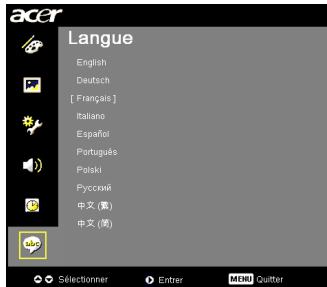 acer
Langue
English
Deutsch
[ Français ]
Italiano
Español
Português
Polski
Русский
中文 (繁)
中文 (简)
abc
Sélectionner Entrer MENU Quitter